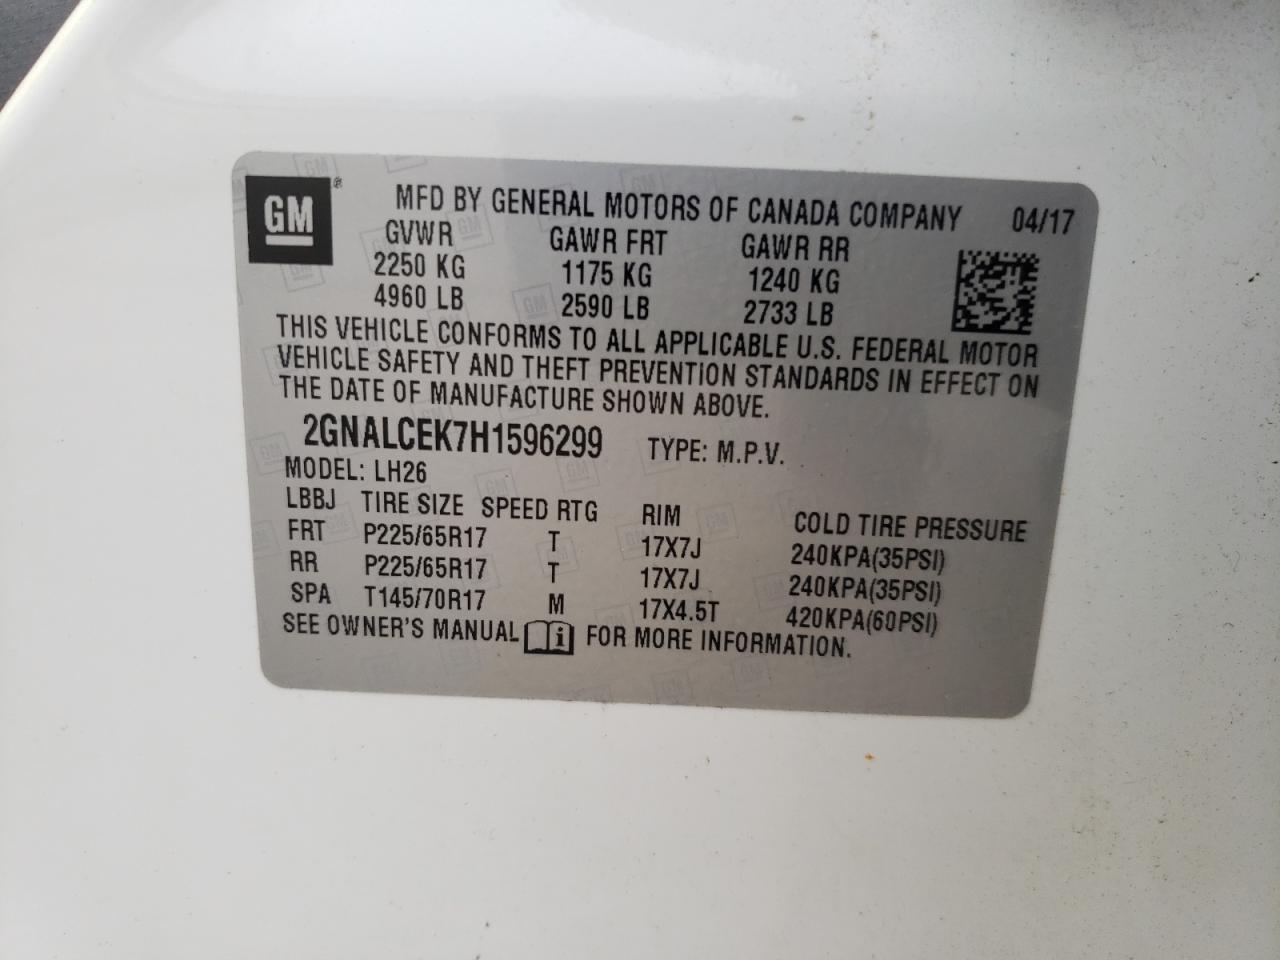 GM ® MFD BY GENERAL MOTORS OF CANADA COMPANY 04/17
GVWR GAWR FRT GAWR RR
2250 KG 1175 KG 1240 KG
4960 LB 2590 LB 2733 LB
THIS VEHICLE CONFORMS TO ALL APPLICABLE U.S. FEDERAL MOTOR
VEHICLE SAFETY AND THEFT PREVENTION STANDARDS IN EFFECT ON
THE DATE OF MANUFACTURE SHOWN ABOVE.
2GNALCEK7H1596299 TYPE: M.P.V.
MODEL: LH26
LBBJ TIRE SIZE SPEED RTG RIM COLD TIRE PRESSURE
FRT P225/65R17 T 17X7J 240KPA(35PSI)
RR P225/65R17 T 17X7J 240KPA(35PSI)
SPA T145/70R17 M 17X4.5T 420KPA(60PSI)
SEE OWNER'S MANUAL i FOR MORE INFORMATION.